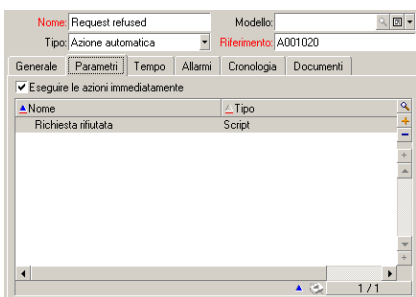 Nome: Request refused Modello:
Tipo: Azione automatica Riferimento: A001020
Generale Parametri Tempo Allarmi Cronologia Documenti
Eseguire le azioni immediatamente
Nome Tipo
Richiesta rifiutata Script
1 / 1